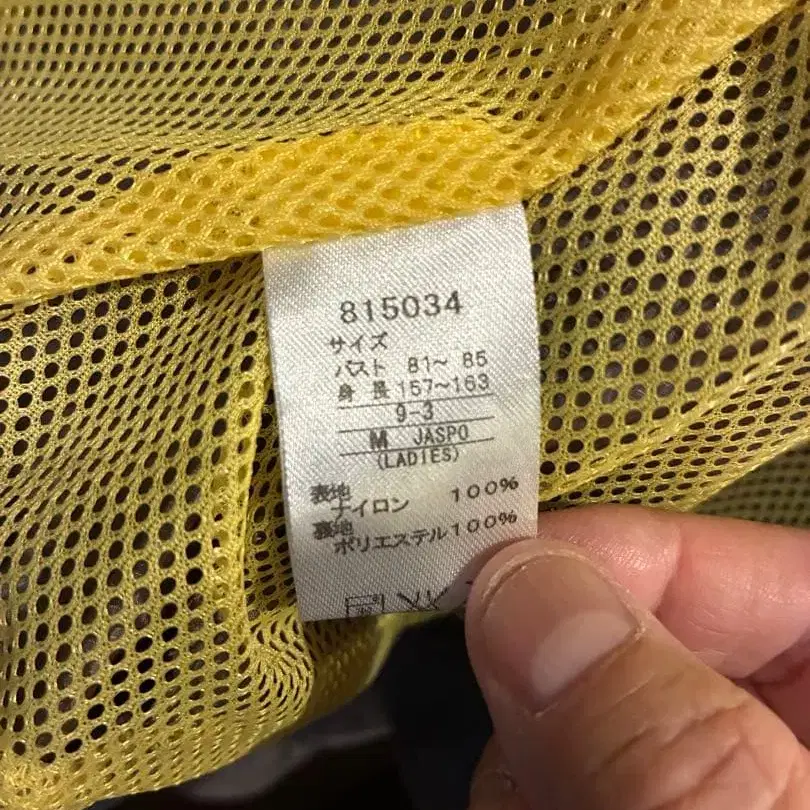 815034
サイズ
バスト 81～ 85
身 長 157～163
9-3
M JASPO
(LADIES)
表地
ナイロン 100%
裏地
ポリエステル100%